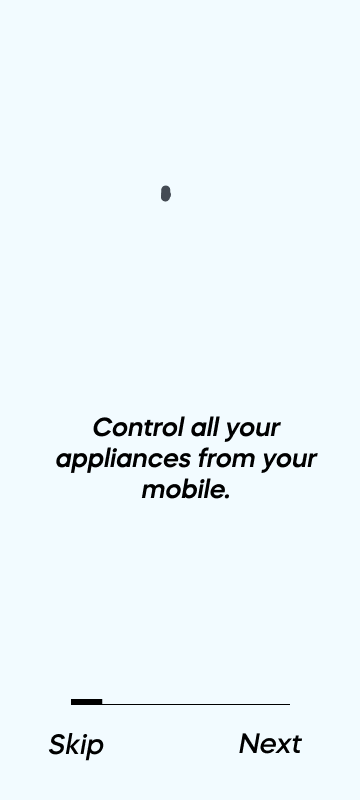 Control all your
appliances from your
mobile.
Skip
Next